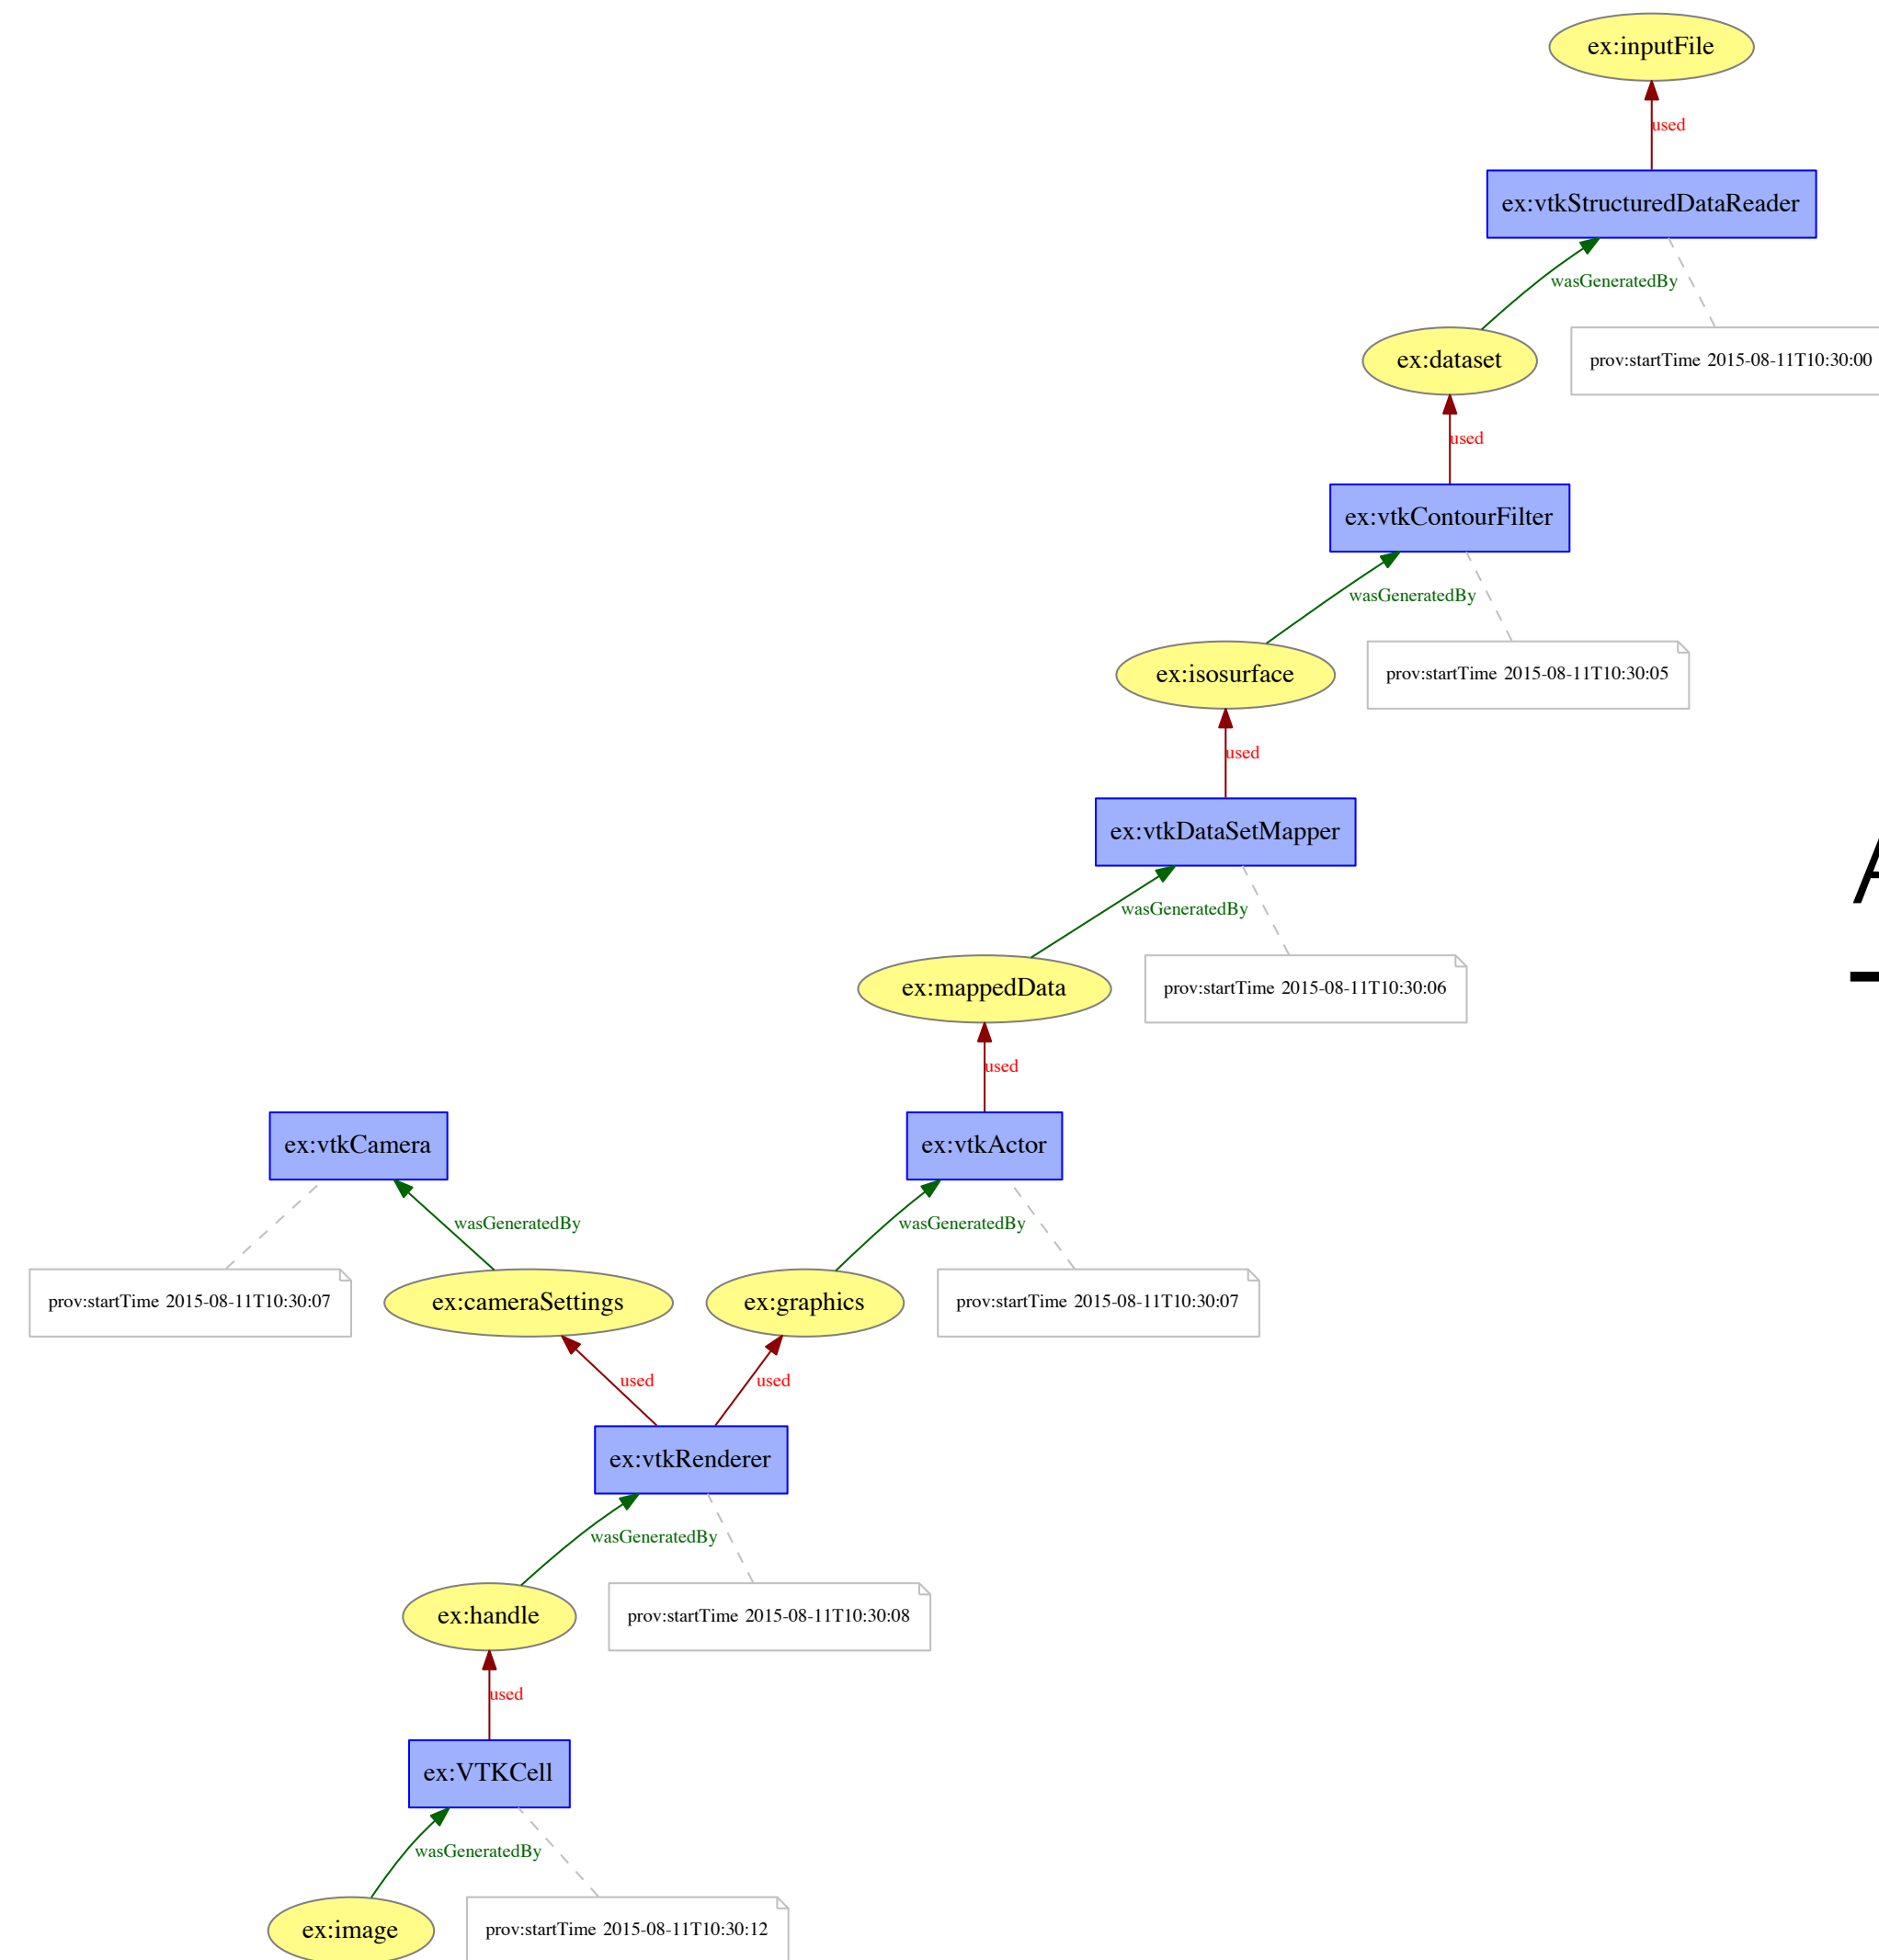 ex:inputFile
used
ex:vtkStructuredDataReader
wasGeneratedBy
ex:dataset
prov:startTime 2015-08-11T10:30:00
used
ex:vtkContourFilter
wasGeneratedBy
ex:isosurface
prov:startTime 2015-08-11T10:30:05
used
ex:vtkDataSetMapper
wasGeneratedBy
ex:mappedData
prov:startTime 2015-08-11T10:30:06
used
ex:vtkCamera
ex:vtkActor
wasGeneratedBy
wasGeneratedBy
prov:startTime 2015-08-11T10:30:07
ex:cameraSettings
ex:graphics
prov:startTime 2015-08-11T10:30:07
used
used
ex:vtkRenderer
wasGeneratedBy
ex:handle
prov:startTime 2015-08-11T10:30:08
used
ex:VTKCell
wasGeneratedBy
ex:image
prov:startTime 2015-08-11T10:30:12